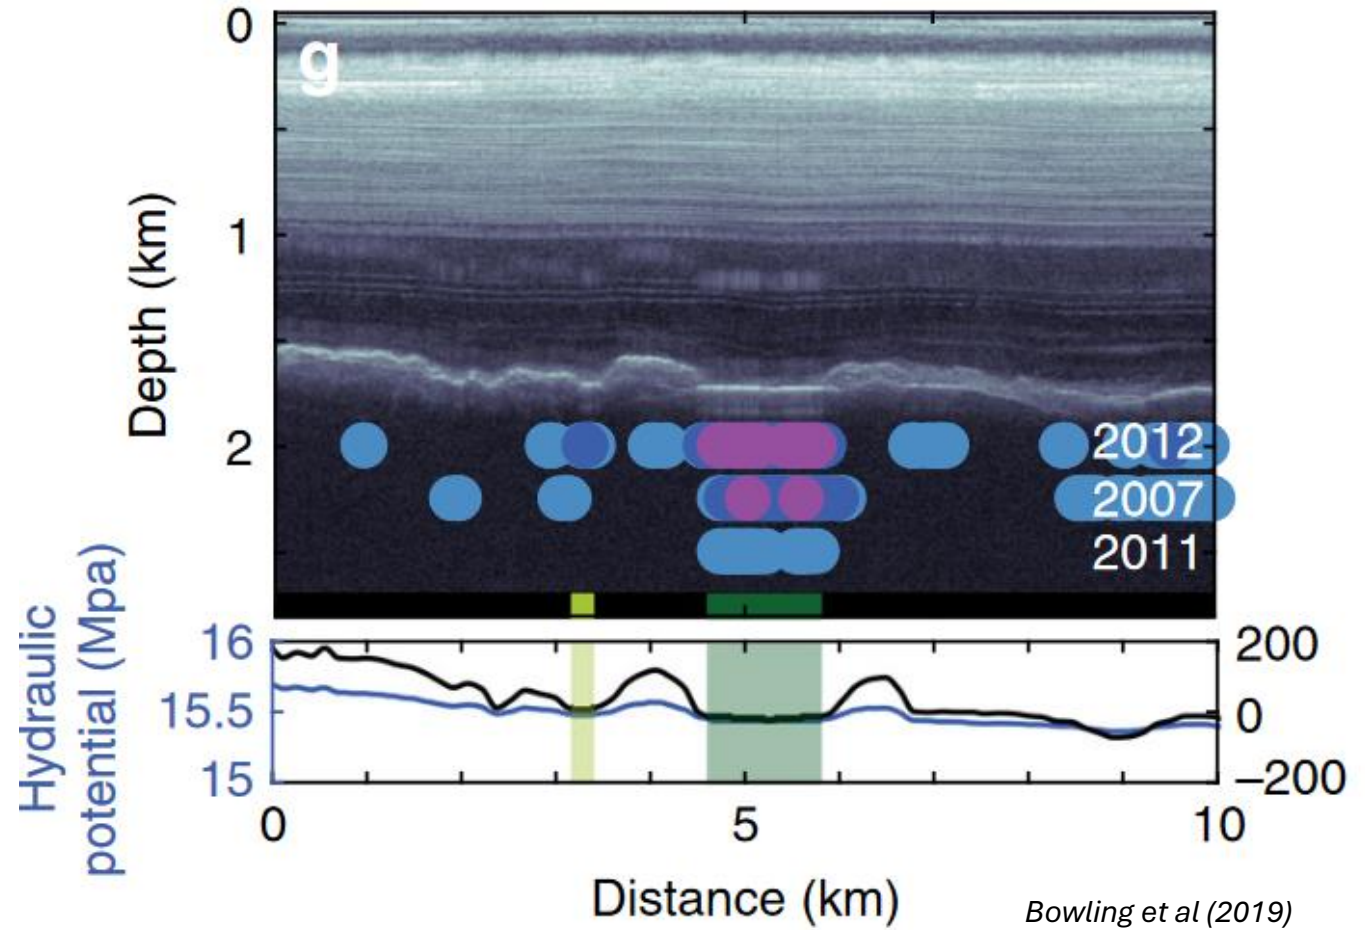 g
0
1
2
Depth (km)
2012
2007
2011
Hydraulic
potential (Mpa)
16
15.5
15
200
0
–200
0
5
10
Distance (km)
Bowling et al (2019)